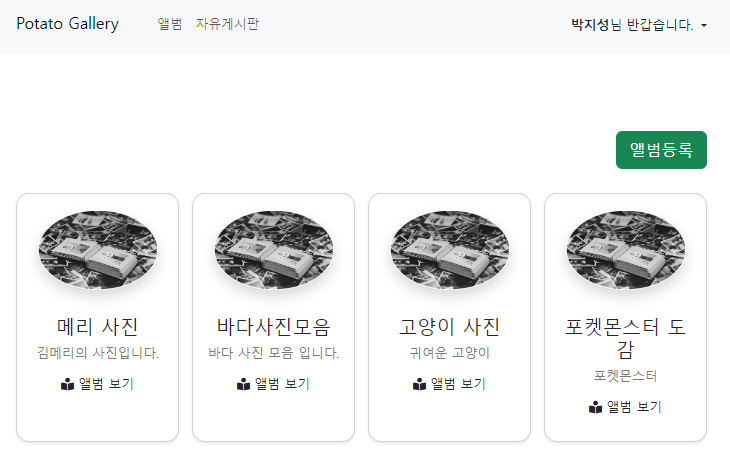 Potato Gallery 앨범 자유게시판 박지성님 반갑습니다.
앨범등록
메리 사진
김메리의 사진입니다.
앨범 보기
바다사진모음
바다 사진 모음 입니다.
앨범 보기
고양이 사진
귀여운 고양이
앨범 보기
포켓몬스터 도
감
포켓몬스터
앨범 보기